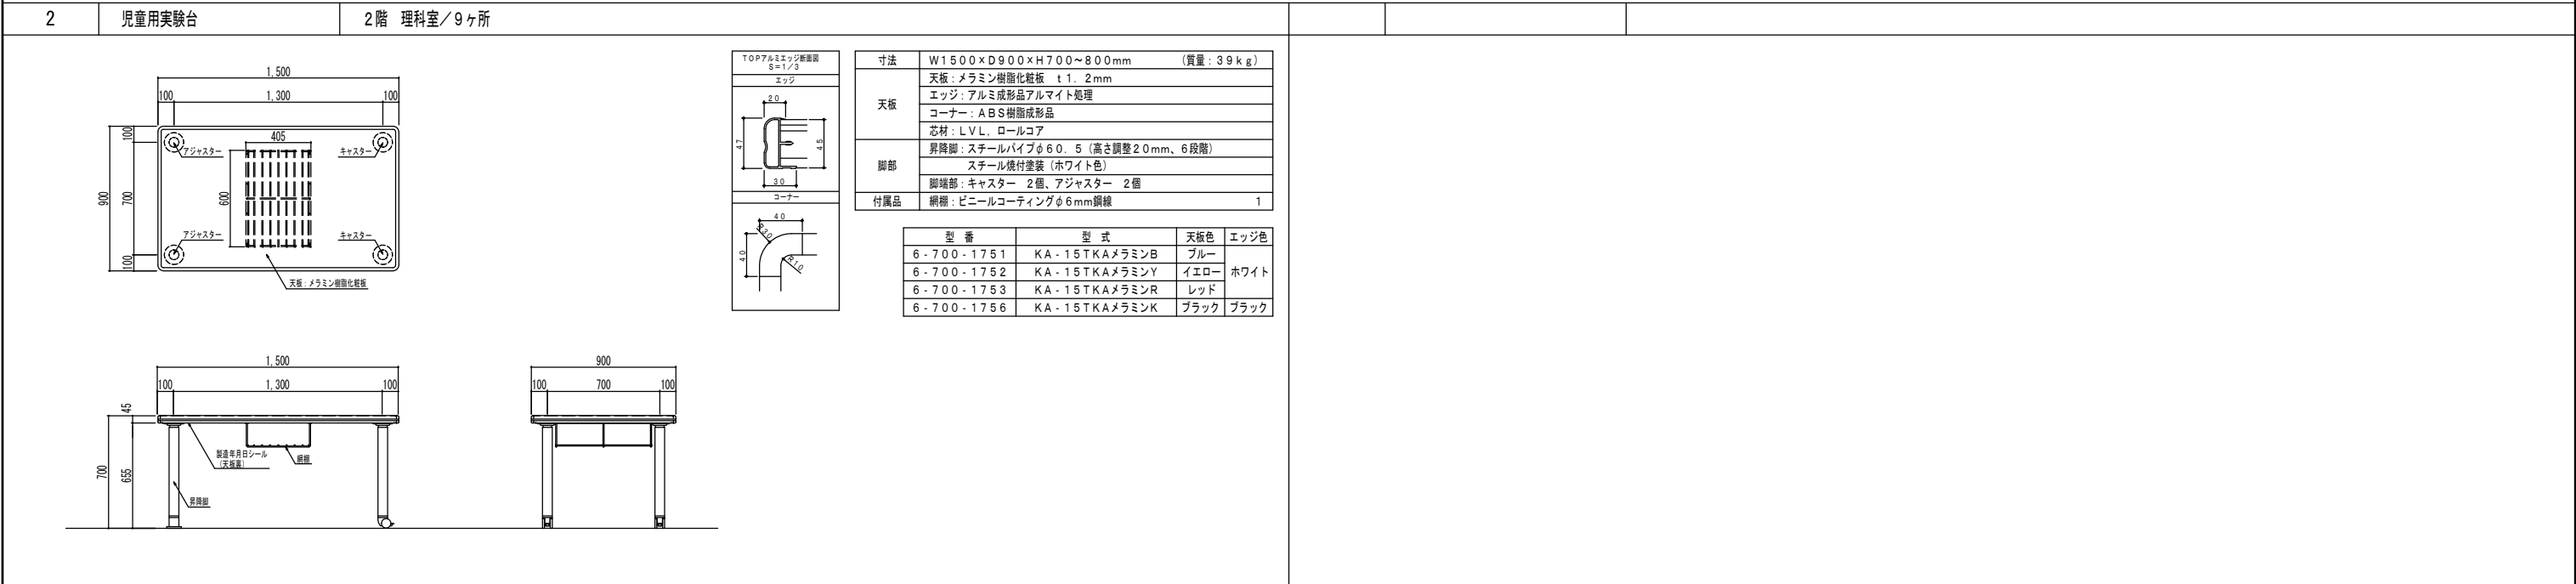 2 児童用実験台 2階 理科室／9ヶ所
1,500
100 1,300 100
100
700
900
100
405
600
アジャスター
キャスター
アジャスター
キャスター
天板：メラミン樹脂化粧板
TOPアルミエッジ断面図
S＝1／3
エッジ
20
47
45
30
コーナー
40
R30
40
R10
寸法 W1500×D900×H700〜800mm （質量：39kg）
天板 天板：メラミン樹脂化粧板 t1．2mm
エッジ：アルミ成形品アルマイト処理
コーナー：ABS樹脂成形品
芯材：LVL，ロールコア
脚部 昇降脚：スチールパイプφ60．5（高さ調整20mm、6段階）
スチール焼付塗装（ホワイト色）
脚端部：キャスター 2個、アジャスター 2個
付属品 網棚：ビニールコーティングφ6mm鋼線 1
型 番 型 式 天板色 エッジ色
6-700-1751 KA-15TKAメラミンB ブルー
6-700-1752 KA-15TKAメラミンY イエロー ホワイト
6-700-1753 KA-15TKAメラミンR レッド
6-700-1756 KA-15TKAメラミンK ブラック ブラック
1,500
100 1,300 100
45
700
655
製造年月日シール
（天板裏）
網棚
昇降脚
900
100 700 100